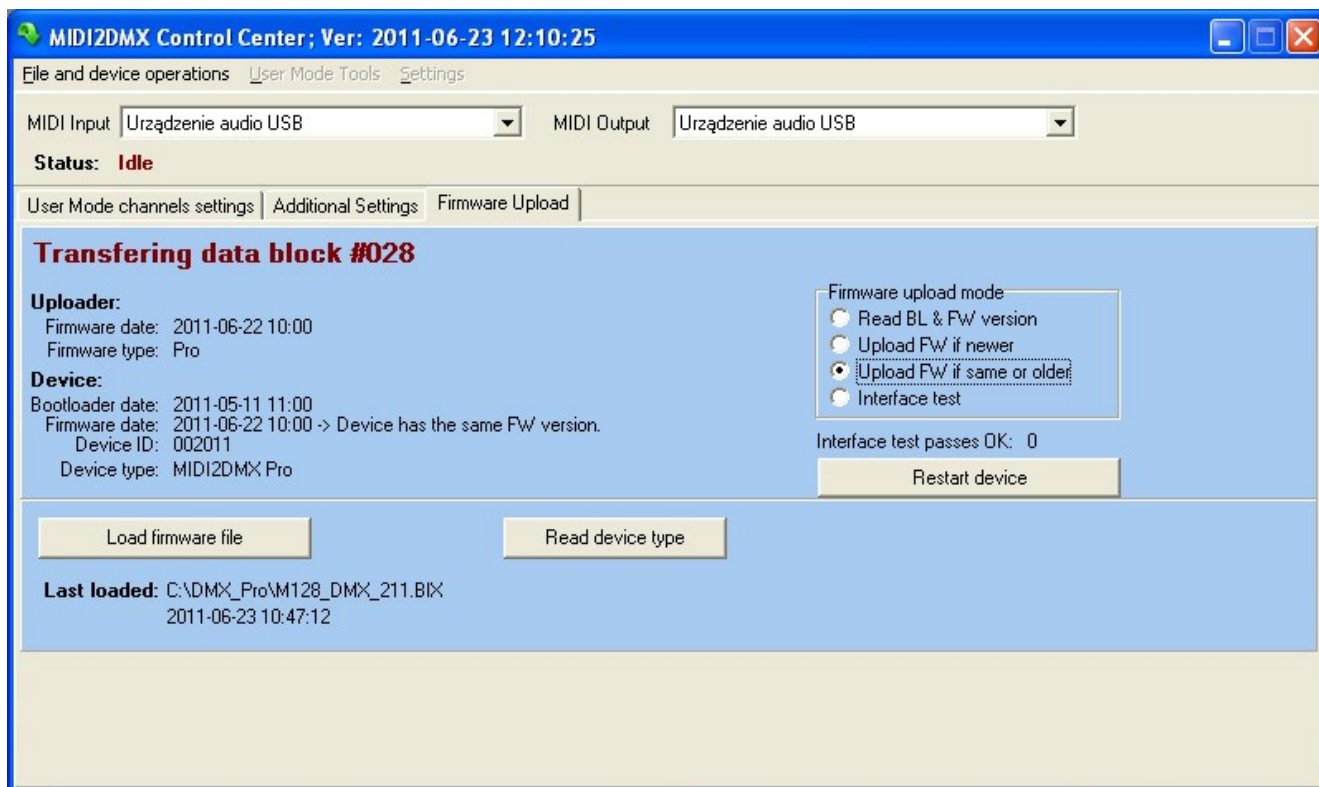 MIDI2DMX Control Center; Ver: 2011-06-23 12:10:25
File and device operations User Mode Tools Settings
MIDI Input Urządzenie audio USB MIDI Output Urządzenie audio USB
Status: Idle
User Mode channels settings Additional Settings Firmware Upload
Transfering data block #028
Uploader:
Firmware date: 2011-06-22 10:00
Firmware type: Pro
Device:
Bootloader date: 2011-05-11 11:00
Firmware date: 2011-06-22 10:00 -> Device has the same FW version.
Device ID: 002011
Device type: MIDI2DMX Pro
Firmware upload mode
Read BL & FW version
Upload FW if newer
Upload FW if same or older
Interface test
Interface test passes OK: 0
Restart device
Load firmware file Read device type
Last loaded: C:\DMX_Pro\M128_DMX_211.BIX
2011-06-23 10:47:12